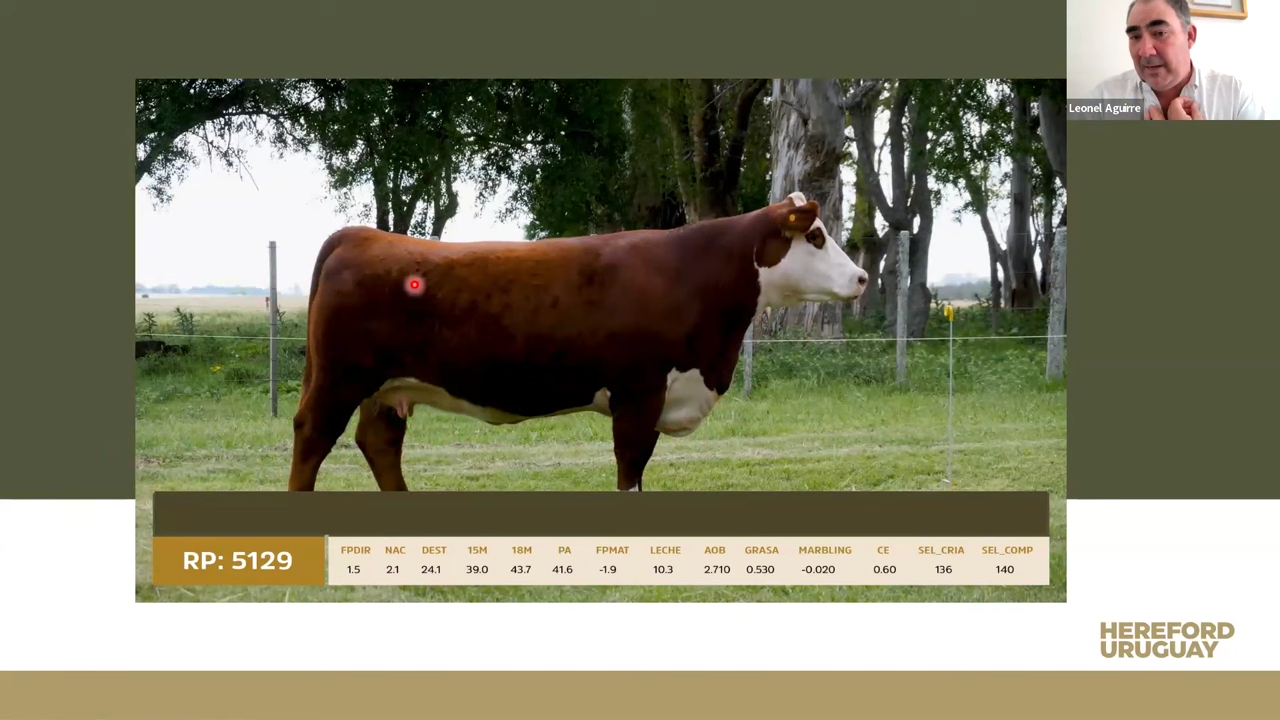 Leonel Aguirre
RP: 5129
FPDIR NAC DEST 15M 18M PA FPMAT LECHE AOB GRASA MARBLING CE SEL_CRIA SEL_COMP
1.5 2.1 24.1 39.0 43.7 41.6 -1.9 10.3 2.710 0.530 -0.020 0.60 136 140
HEREFORD
URUGUAY